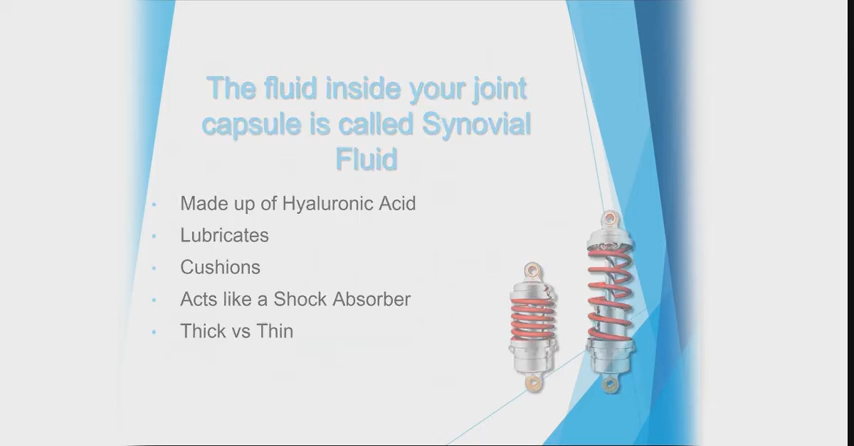 The fluid inside your joint
capsule is called Synovial
Fluid
Made up of Hyaluronic Acid
Lubricates
Cushions
Acts like a Shock Absorber
Thick vs Thin